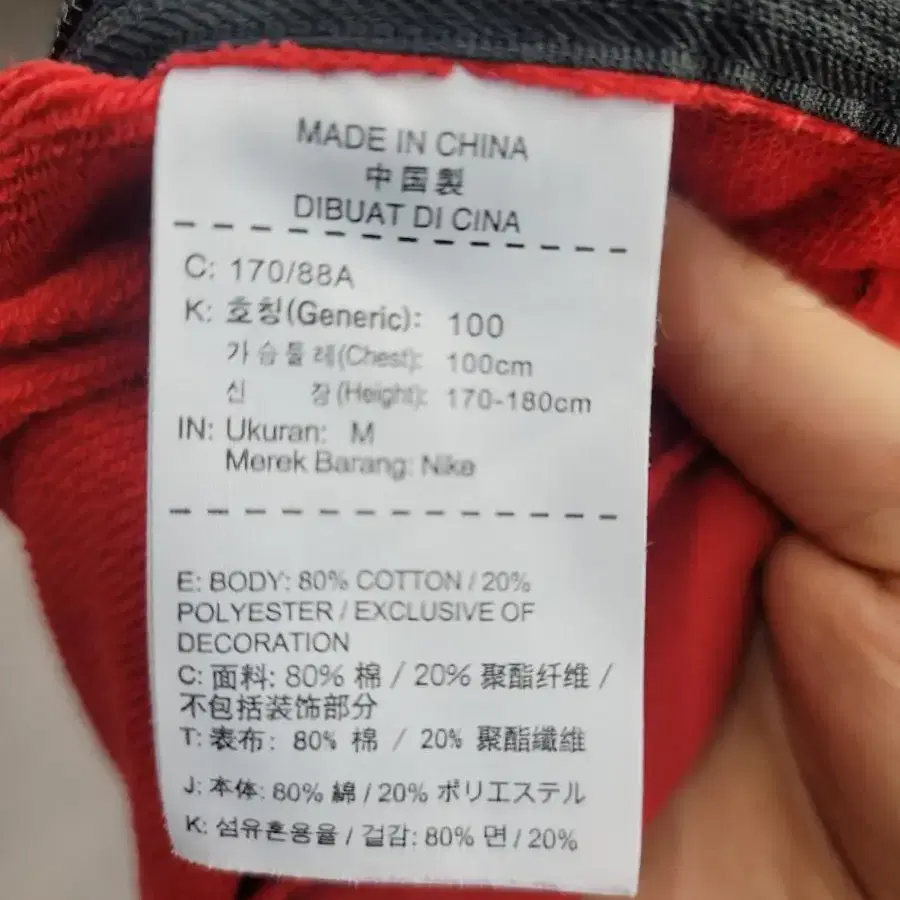 MADE IN CHINA
中国製
DIBUAT DI CINA
C: 170/88A
K: 호칭(Generic): 100
가슴둘레(Chest): 100cm
신 장(Height): 170-180cm
IN: Ukuran: M
Merek Barang: Nike
E: BODY: 80% COTTON / 20%
POLYESTER / EXCLUSIVE OF
DECORATION
C: 面料: 80% 棉 / 20% 聚酯纤维 /
不包括装饰部分
T: 表布: 80% 棉 / 20% 聚酯纖維
J: 本体: 80% 綿 / 20% ポリエステル
K: 섬유혼용율 / 겉감: 80% 면 / 20%